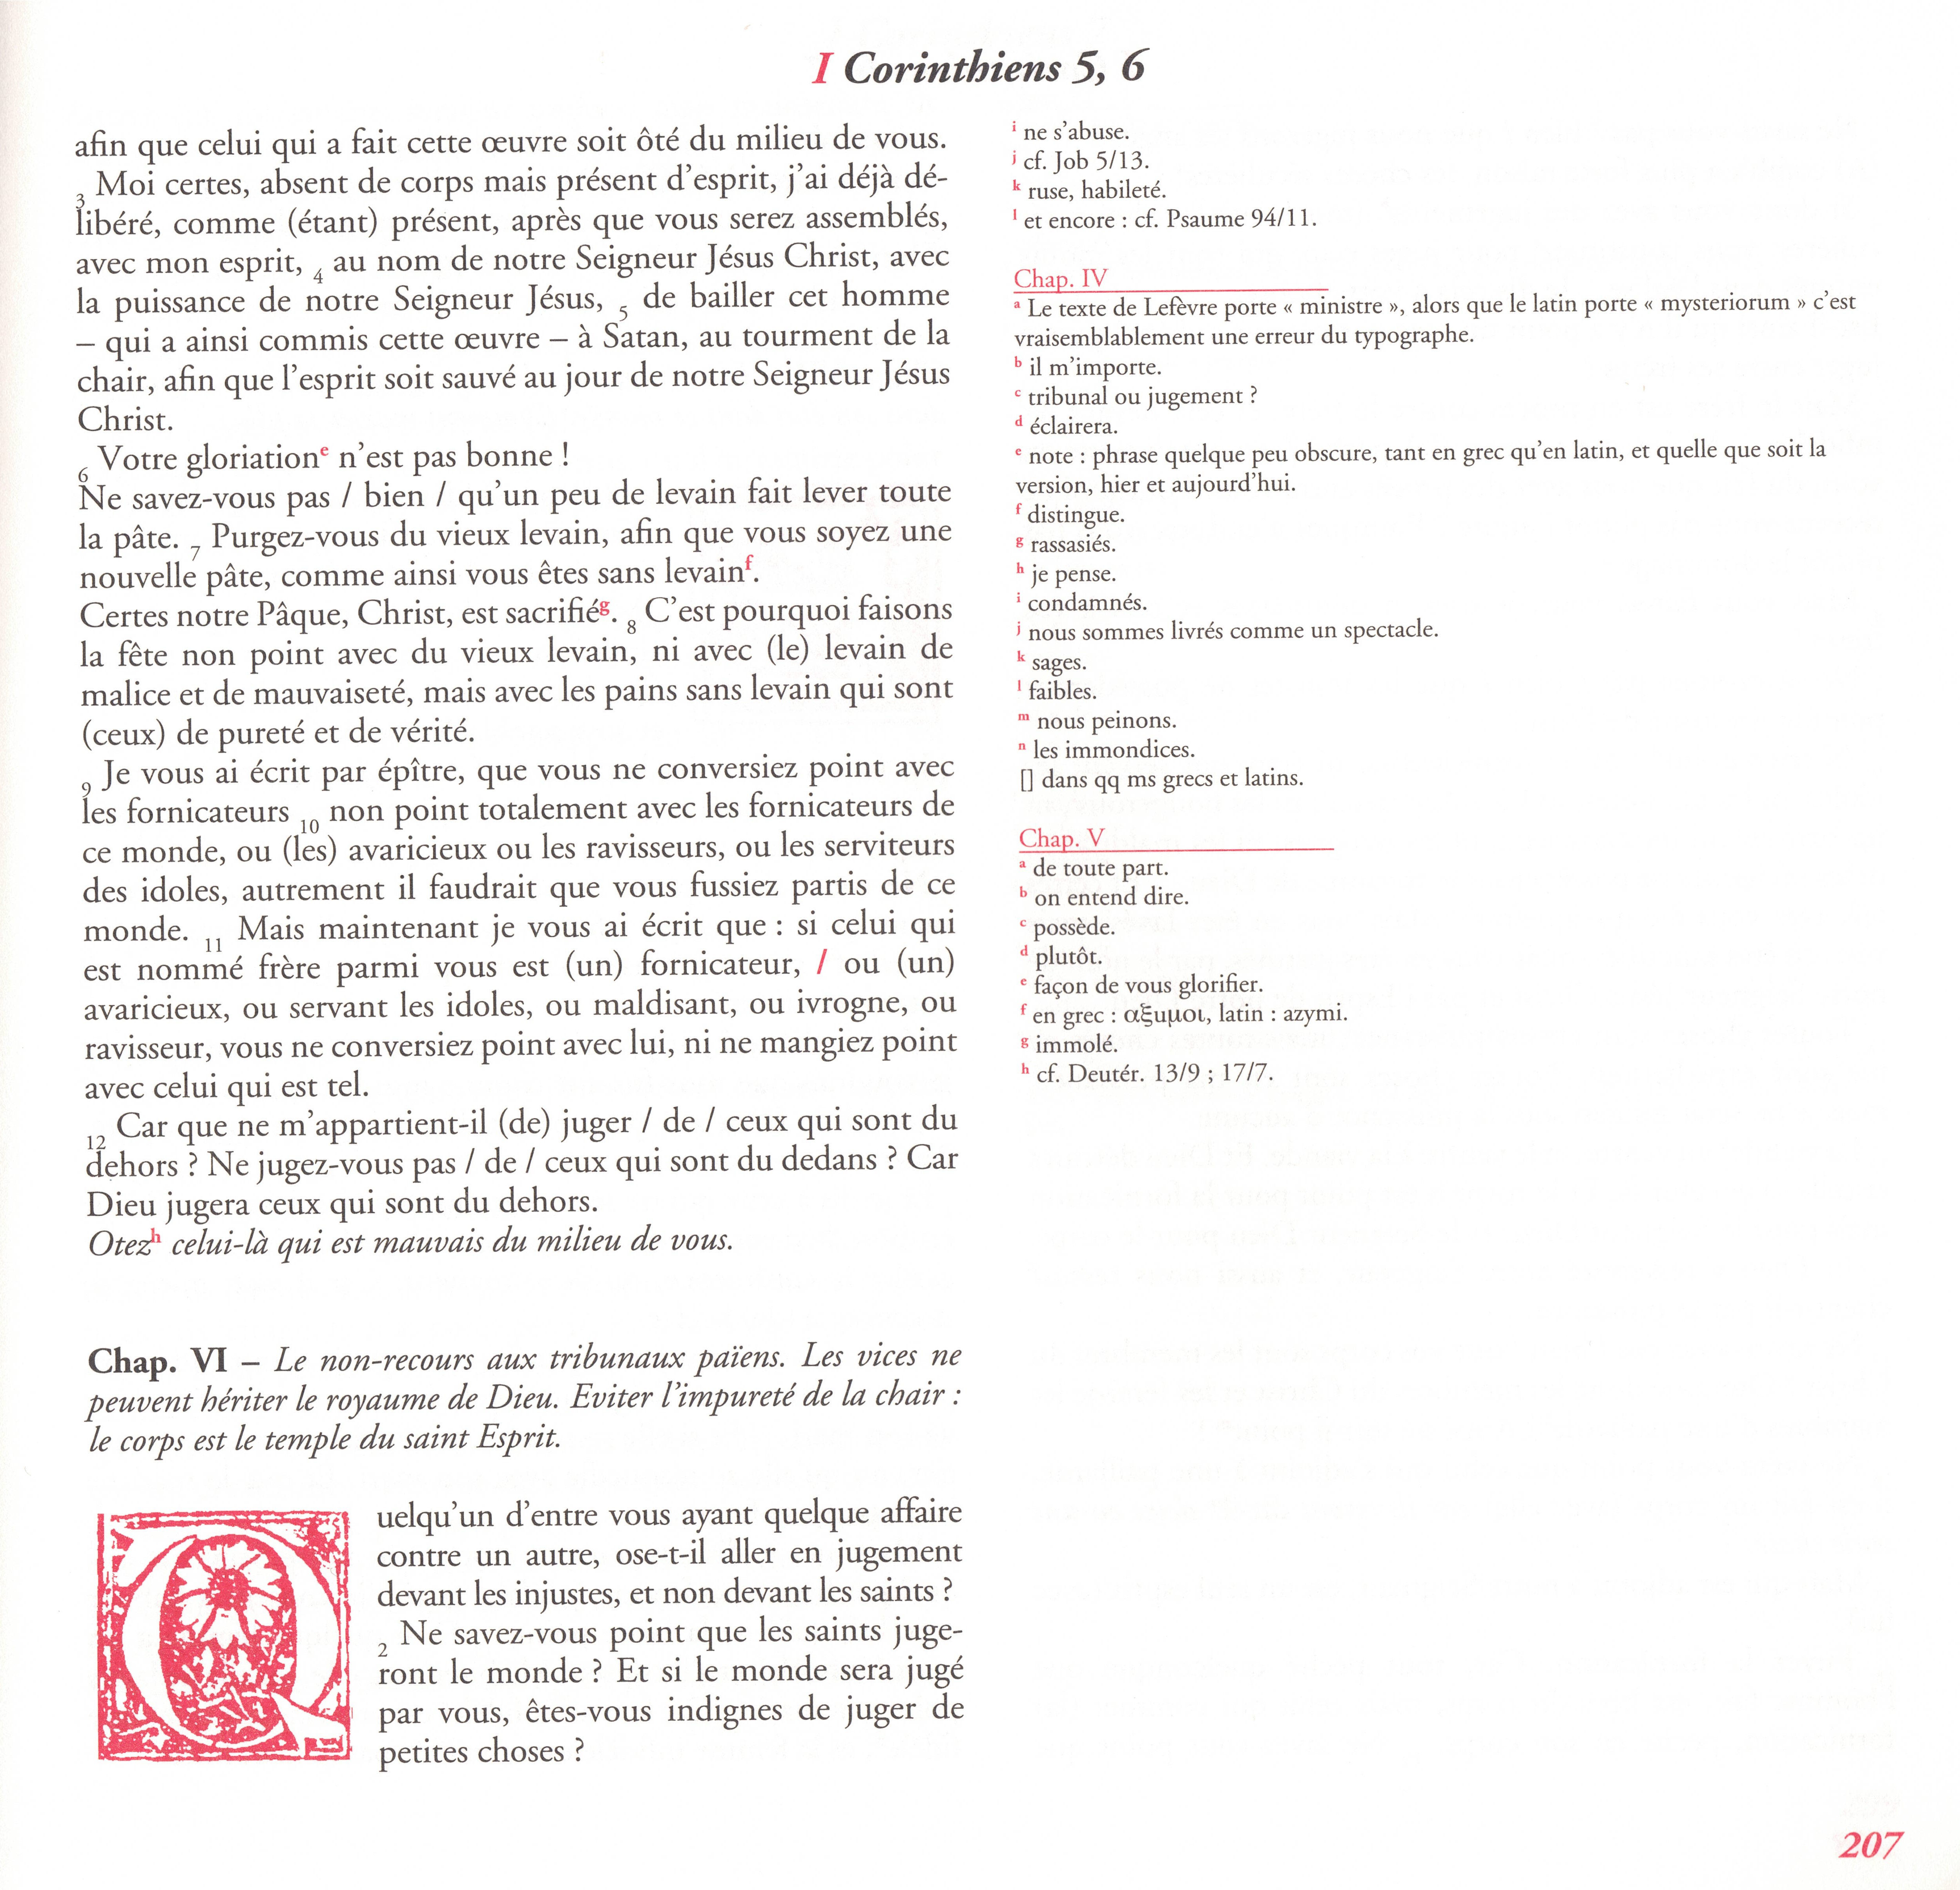 I Corinthiens 5, 6
afin que celui qui a fait cette œuvre soit ôté du milieu de vous.
3 Moi certes, absent de corps mais présent d'esprit, j'ai déjà dé-
libéré, comme (étant) présent, après que vous serez assemblés,
avec mon esprit, 4 au nom de notre Seigneur Jésus Christ, avec
la puissance de notre Seigneur Jésus, 5 de bailler cet homme
– qui a ainsi commis cette œuvre – à Satan, au tourment de la
chair, afin que l'esprit soit sauvé au jour de notre Seigneur Jésus
Christ.
6 Votre gloriation e n'est pas bonne !
Ne savez-vous pas / bien / qu'un peu de levain fait lever toute
la pâte. 7 Purgez-vous du vieux levain, afin que vous soyez une
nouvelle pâte, comme ainsi vous êtes sans levain f.
Certes notre Pâque, Christ, est sacrifié g. 8 C'est pourquoi faisons
la fête non point avec du vieux levain, ni avec (le) levain de
malice et de mauvaiseté, mais avec les pains sans levain qui sont
(ceux) de pureté et de vérité.
9 Je vous ai écrit par épître, que vous ne conversiez point avec
les fornicateurs 10 non point totalement avec les fornicateurs de
ce monde, ou (les) avaricieux ou les ravisseurs, ou les serviteurs
des idoles, autrement il faudrait que vous fussiez partis de ce
monde. 11 Mais maintenant je vous ai écrit que : si celui qui
est nommé frère parmi vous est (un) fornicateur, / ou (un)
avaricieux, ou servant les idoles, ou maldisant, ou ivrogne, ou
ravisseur, vous ne conversiez point avec lui, ni ne mangiez point
avec celui qui est tel.
12 Car que ne m'appartient-il (de) juger / de / ceux qui sont du
dehors ? Ne jugez-vous pas / de / ceux qui sont du dedans ? Car
Dieu jugera ceux qui sont du dehors.
Otez h celui-là qui est mauvais du milieu de vous.
Chap. VI – Le non-recours aux tribunaux païens. Les vices ne
peuvent hériter le royaume de Dieu. Eviter l'impureté de la chair :
le corps est le temple du saint Esprit.
Quelqu'un d'entre vous ayant quelque affaire
contre un autre, ose-t-il aller en jugement
devant les injustes, et non devant les saints ?
2 Ne savez-vous point que les saints juge-
ront le monde ? Et si le monde sera jugé
par vous, êtes-vous indignes de juger de
petites choses ?
i ne s'abuse.
j cf. Job 5/13.
k ruse, habileté.
l et encore : cf. Psaume 94/11.
Chap. IV
a Le texte de Lefèvre porte « ministre », alors que le latin porte « mysteriorum » c'est
vraisemblablement une erreur du typographe.
b il m'importe.
c tribunal ou jugement ?
d éclairera.
e note : phrase quelque peu obscure, tant en grec qu'en latin, et quelle que soit la
version, hier et aujourd'hui.
f distingue.
g rassasiés.
h je pense.
i condamnés.
j nous sommes livrés comme un spectacle.
k sages.
l faibles.
m nous peinons.
n les immondices.
[] dans qq ms grecs et latins.
Chap. V
a de toute part.
b on entend dire.
c possède.
d plutôt.
e façon de vous glorifier.
f en grec : αξυμοι, latin : azymi.
g immolé.
h cf. Deutér. 13/9 ; 17/7.
207